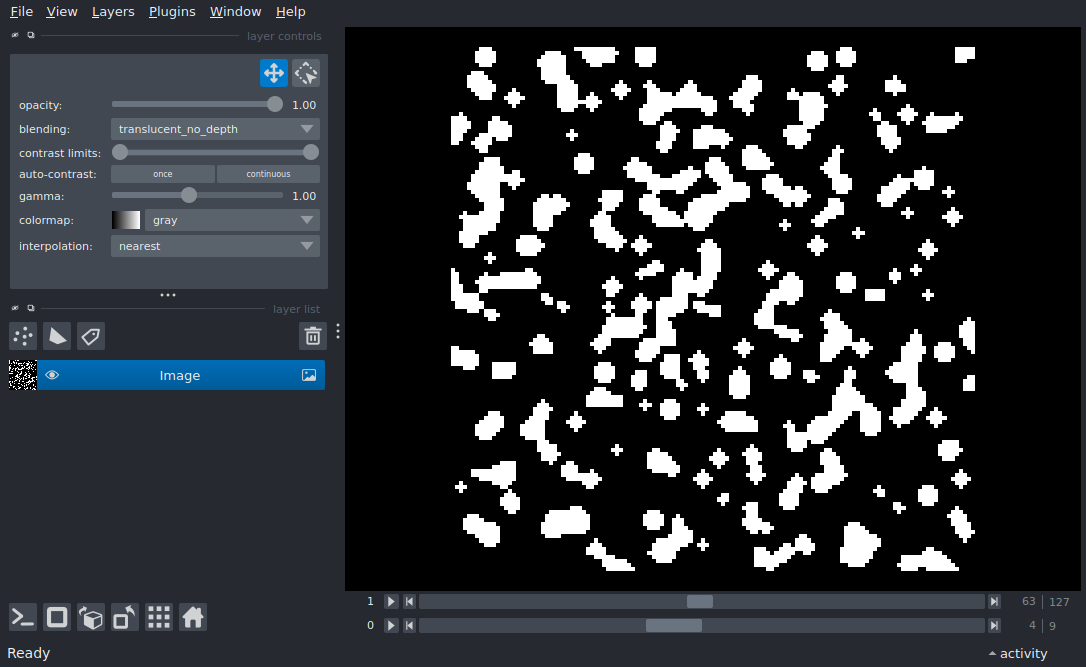 File View Layers Plugins Window Help
layer controls
opacity: 1.00
blending: translucent_no_depth
contrast limits:
auto-contrast: once continuous
gamma: 1.00
colormap: gray
interpolation: nearest
layer list
Image
1 63 127
0 4 9
Ready activity